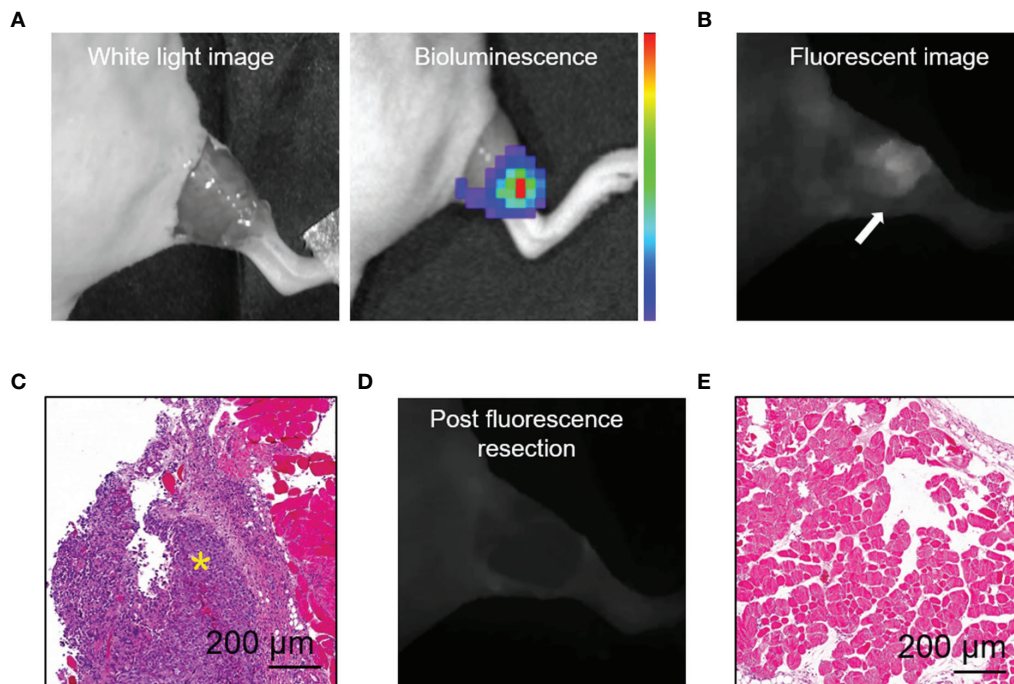 A
B
White light image
Bioluminescence
Fluorescent image
C
D
E
Post fluorescence
resection
*
200 µm
200 µm